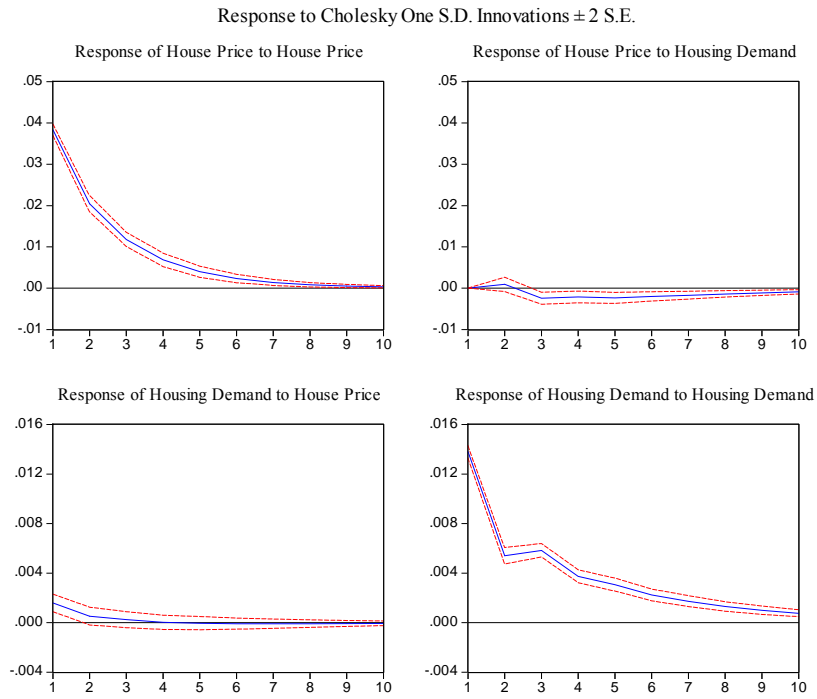 Response to Cholesky One S.D. Innovations ± 2 S.E.
Response of House Price to House Price
.05
.04
.03
.02
.01
.00
-.01
1 2 3 4 5 6 7 8 9 10
Response of House Price to Housing Demand
.05
.04
.03
.02
.01
.00
-.01
1 2 3 4 5 6 7 8 9 10
Response of Housing Demand to House Price
.016
.012
.008
.004
.000
-.004
1 2 3 4 5 6 7 8 9 10
Response of Housing Demand to Housing Demand
.016
.012
.008
.004
.000
-.004
1 2 3 4 5 6 7 8 9 10